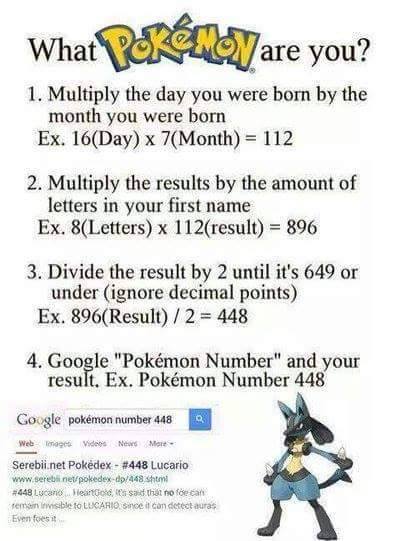 What POKéMON are you?
1. Multiply the day you were born by the
month you were born
Ex. 16(Day) x 7(Month) = 112
2. Multiply the results by the amount of
letters in your first name
Ex. 8(Letters) x 112(result) = 896
3. Divide the result by 2 until it's 649 or
under (ignore decimal points)
Ex. 896(Result) / 2 = 448
4. Google "Pokémon Number" and your
result. Ex. Pokémon Number 448
Google pokémon number 448
Web Images Videos News More
Serebii.net Pokédex - #448 Lucario
www.serebii.net/pokedex-dp/448.shtml
#448 Lucario ... HeartGold, It's said that no foe can
remain invisible to LUCARIO, since it can detect auras.
Even foes it ...